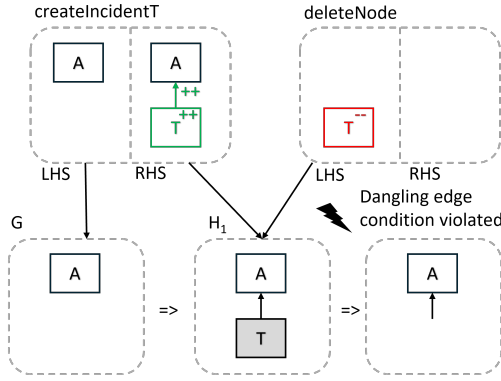 createIncidentT
deleteNode
A
A
++
T++
T--
LHS
RHS
LHS
RHS
Dangling edge
condition violated
G
H1
A
=>
A
T
=>
A